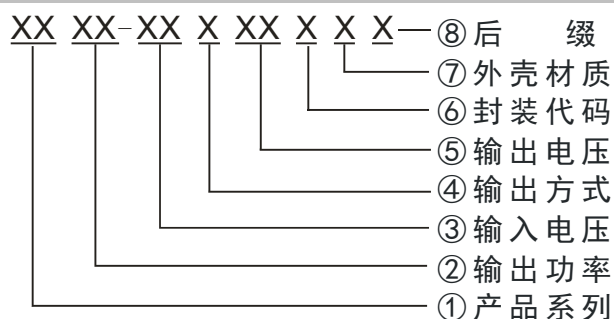 XX XX-XX X XX X X X
⑧后 缀
⑦外壳材质
⑥封装代码
⑤输出电压
④输出方式
③输入电压
②输出功率
①产品系列